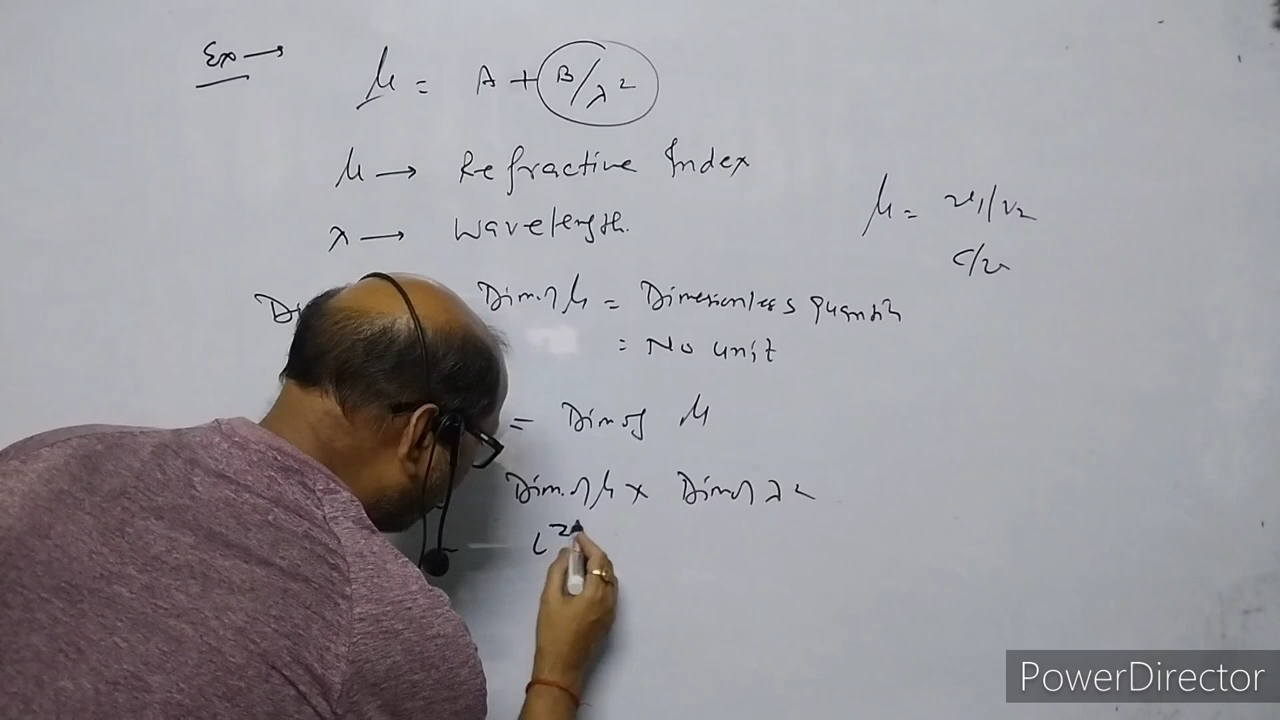 Ex → μ = A + B/λ²
μ → Refractive Index
λ → Wavelength.
μ = v₁/v₂
c/v
Dim. of μ = Dimensionless quantity
= No unit
= Dim of μ
Dim. of μ × Dim of λ²
L²
PowerDirector